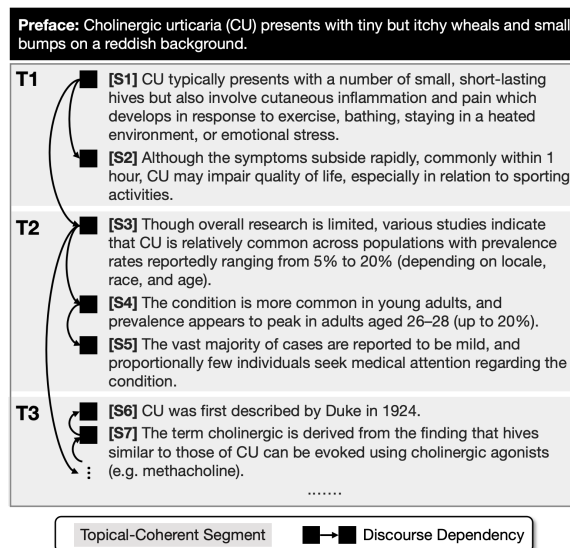 Preface: Cholinergic urticaria (CU) presents with tiny but itchy wheals and small
bumps on a reddish background.
T1
[S1] CU typically presents with a number of small, short-lasting
hives but also involve cutaneous inflammation and pain which
develops in response to exercise, bathing, staying in a heated
environment, or emotional stress.
[S2] Although the symptoms subside rapidly, commonly within 1
hour, CU may impair quality of life, especially in relation to sporting
activities.
T2
[S3] Though overall research is limited, various studies indicate
that CU is relatively common across populations with prevalence
rates reportedly ranging from 5% to 20% (depending on locale,
race, and age).
[S4] The condition is more common in young adults, and
prevalence appears to peak in adults aged 26–28 (up to 20%).
[S5] The vast majority of cases are reported to be mild, and
proportionally few individuals seek medical attention regarding the
condition.
T3
[S6] CU was first described by Duke in 1924.
[S7] The term cholinergic is derived from the finding that hives
similar to those of CU can be evoked using cholinergic agonists
(e.g. methacholine).
.......
Topical-Coherent Segment
Discourse Dependency